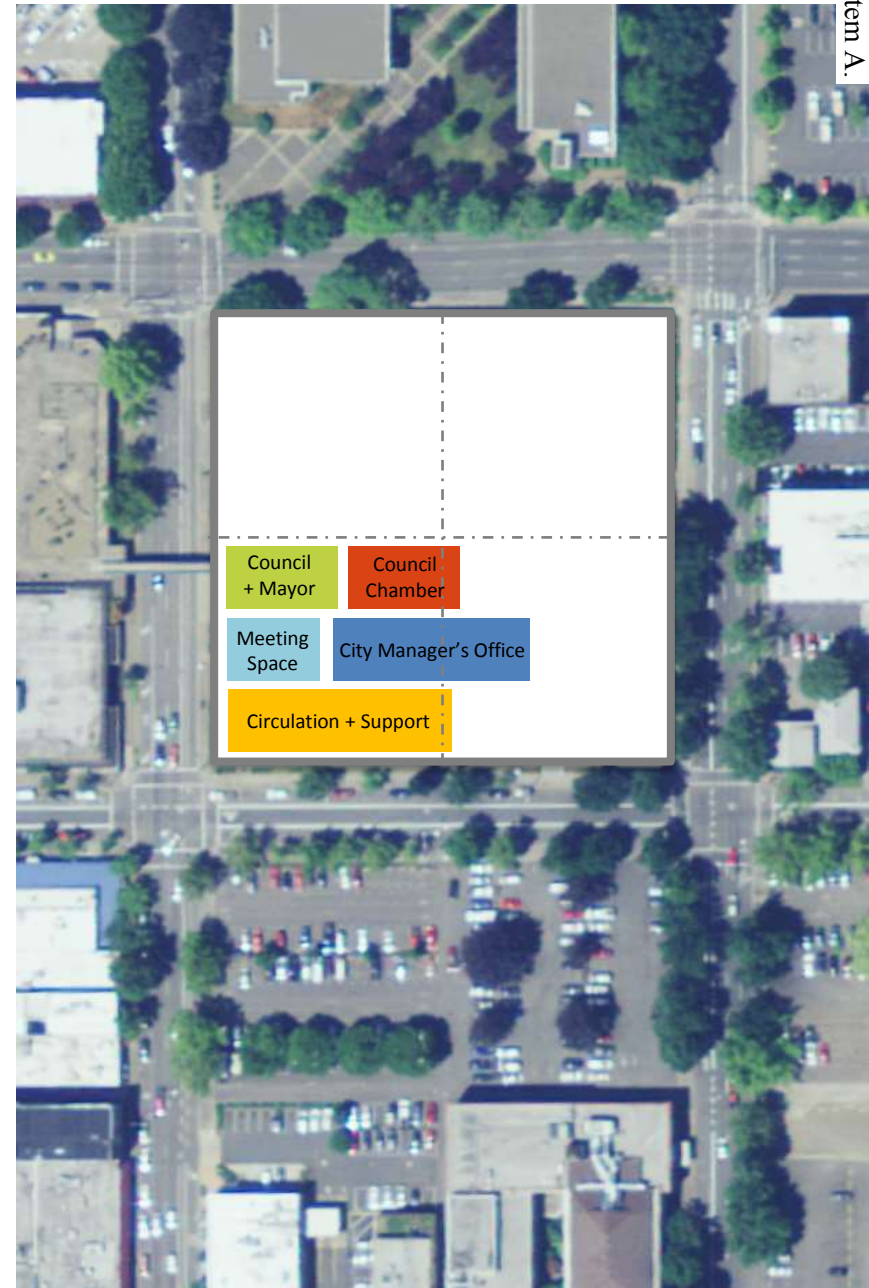 tem A.
Council
+ Mayor
Council
Chamber
Meeting
Space
City Manager's Office
Circulation + Support